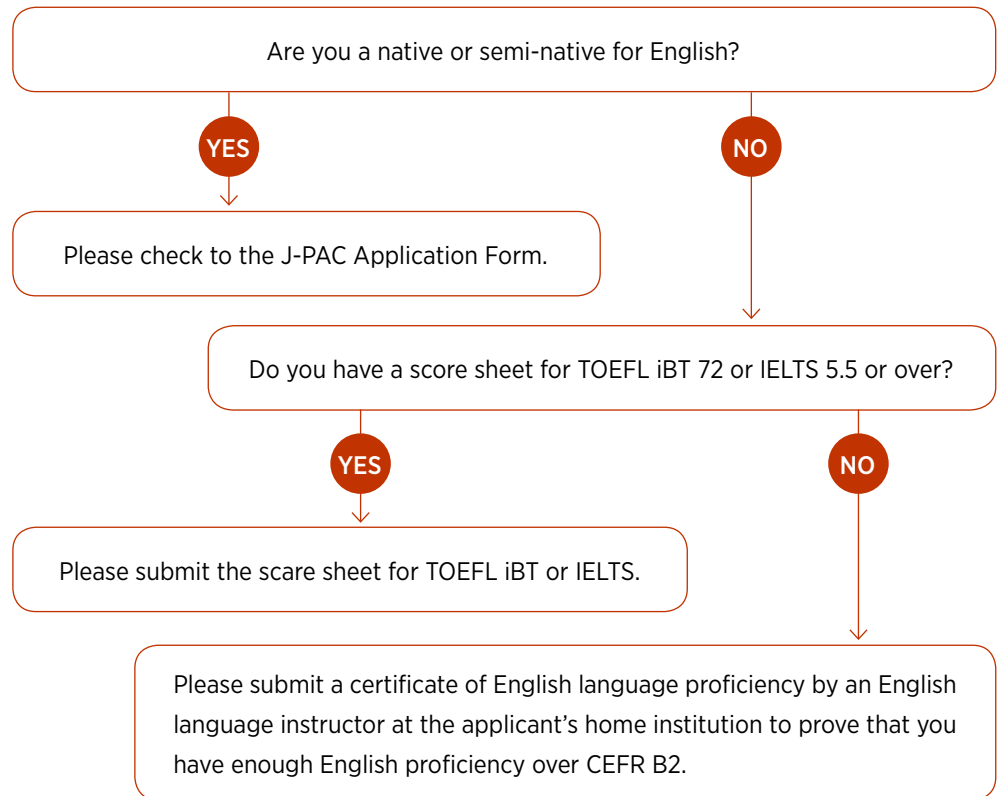 Are you a native or semi-native for English?
YES
NO
Please check to the J-PAC Application Form.
Do you have a score sheet for TOEFL iBT 72 or IELTS 5.5 or over?
YES
NO
Please submit the scare sheet for TOEFL iBT or IELTS.
Please submit a certificate of English language proficiency by an English
language instructor at the applicant’s home institution to prove that you
have enough English proficiency over CEFR B2.